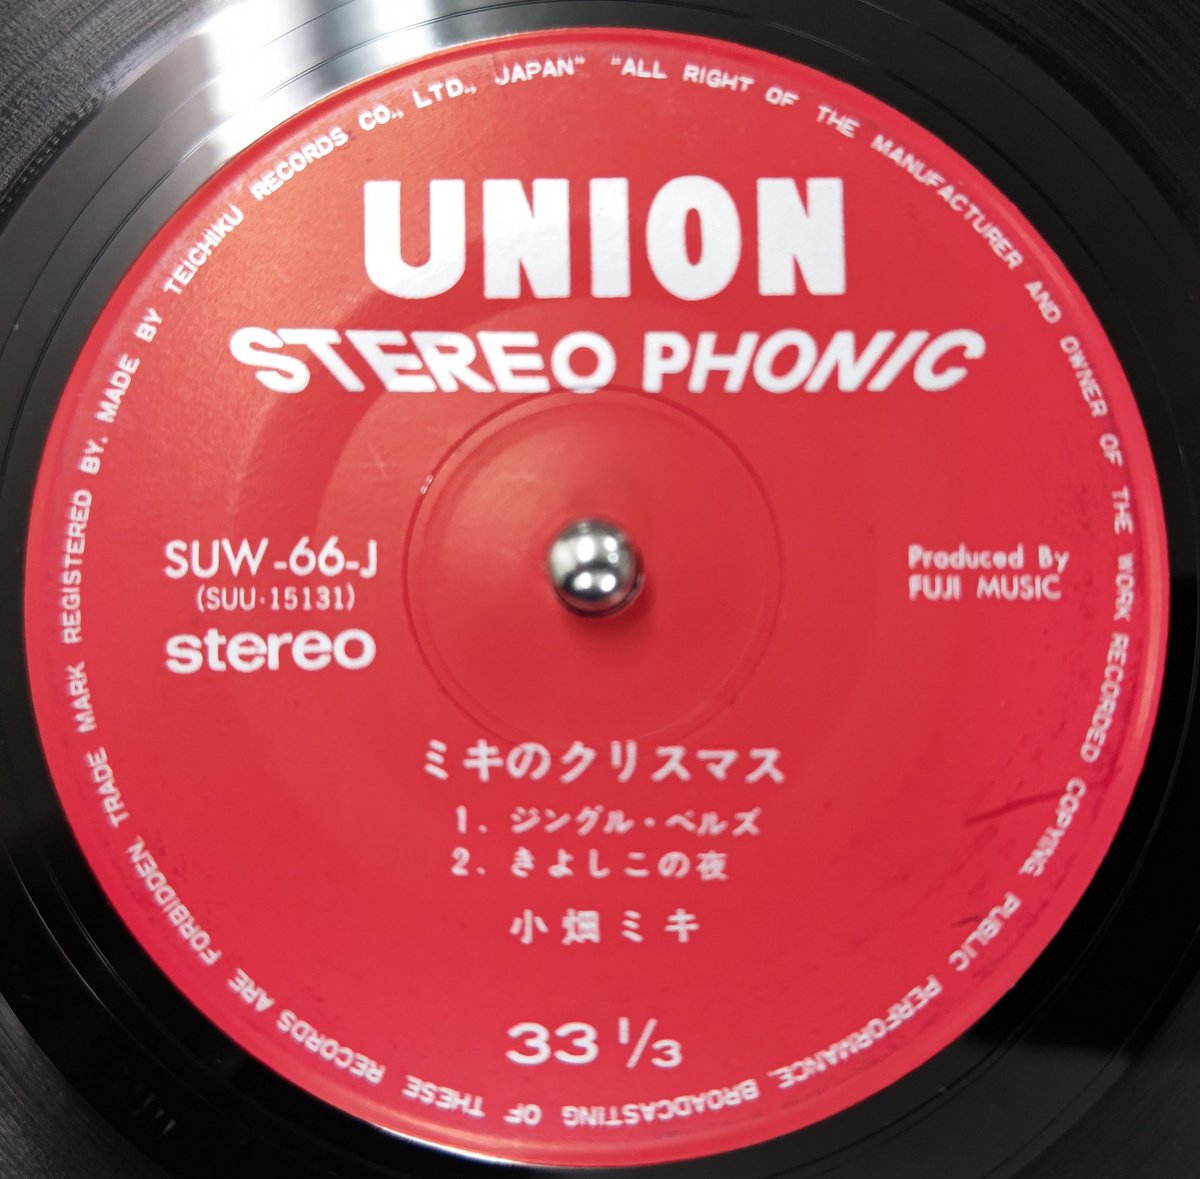 UNION
STEREO PHONIC
SUW-66-J
(SUU·15131)
stereo
Produced By
FUJI MUSIC
ミキのクリスマス
1. ジングル・ベルズ
2. きよしこの夜
小畑ミキ
33 1/3
"ALL RIGHT OF THE MANUFACTURER AND OWNER OF THE WORK RECORDED COPYING, PUBLIC PERFORMANCE, BROADCASTING OF THESE RECORDS ARE FORBIDDEN, TRADE MARK REGISTERED BY, MADE BY TEICHIKU RECORDS CO., LTD., JAPAN"